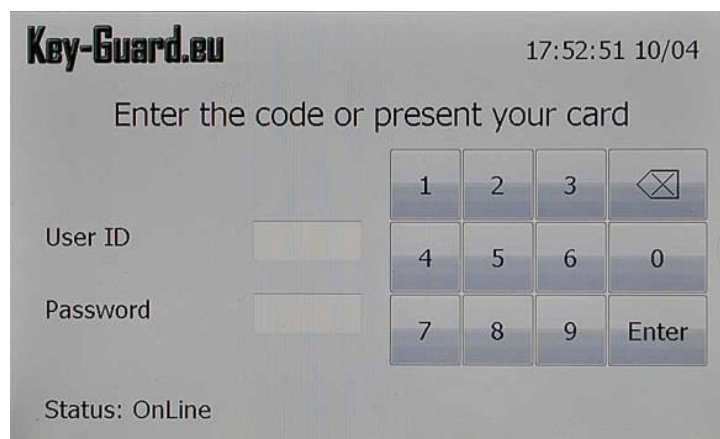 Key-Guard.eu
17:52:51 10/04
Enter the code or present your card
1 2 3
User ID
4 5 6 0
Password
7 8 9 Enter
Status: OnLine